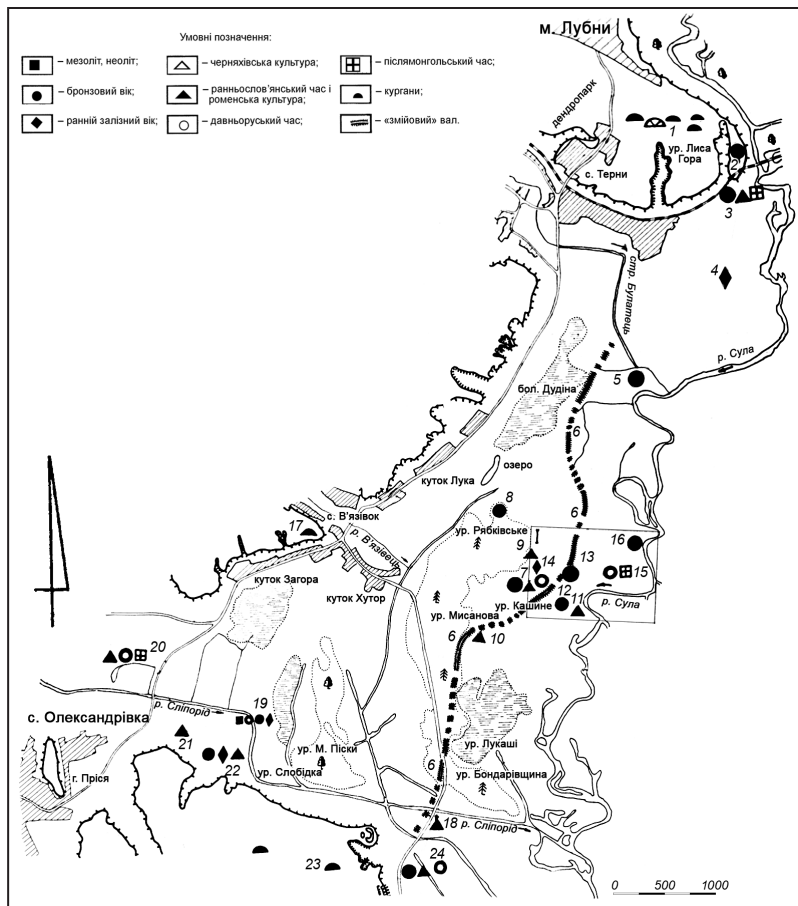 Умовні позначення:
– мезоліт, неоліт;
– бронзовий вік;
– ранній залізний вік;
– черняхівська культура;
– ранньослов'янський час і
роменська культура;
– давньоруський час;
– післямонгольський час;
– кургани;
– «змійовий» вал.
м. Лубни
дендропарк
1
ур. Лиса
Гора
2
с. Терни
3
стр. Булатець
4
р. Сула
5
бол. Дудіна
6
куток Лука
озеро
8
6
с. В'язівок
17
р. В'язівець
ур. Рябківське
I
16
9
14
13
15
7
куток Загора
куток Хутор
12
11
ур. Кашине
р. Сула
ур. Мисанова
6
10
20
р. Сліпорід
19
с. Олександрівка
21
ур. М. Піски
ур. Лукаші
22
ур. Слобідка
6
ур. Бондарівщина
г. Пріся
18
р. Сліпорід
23
24
0 500 1000